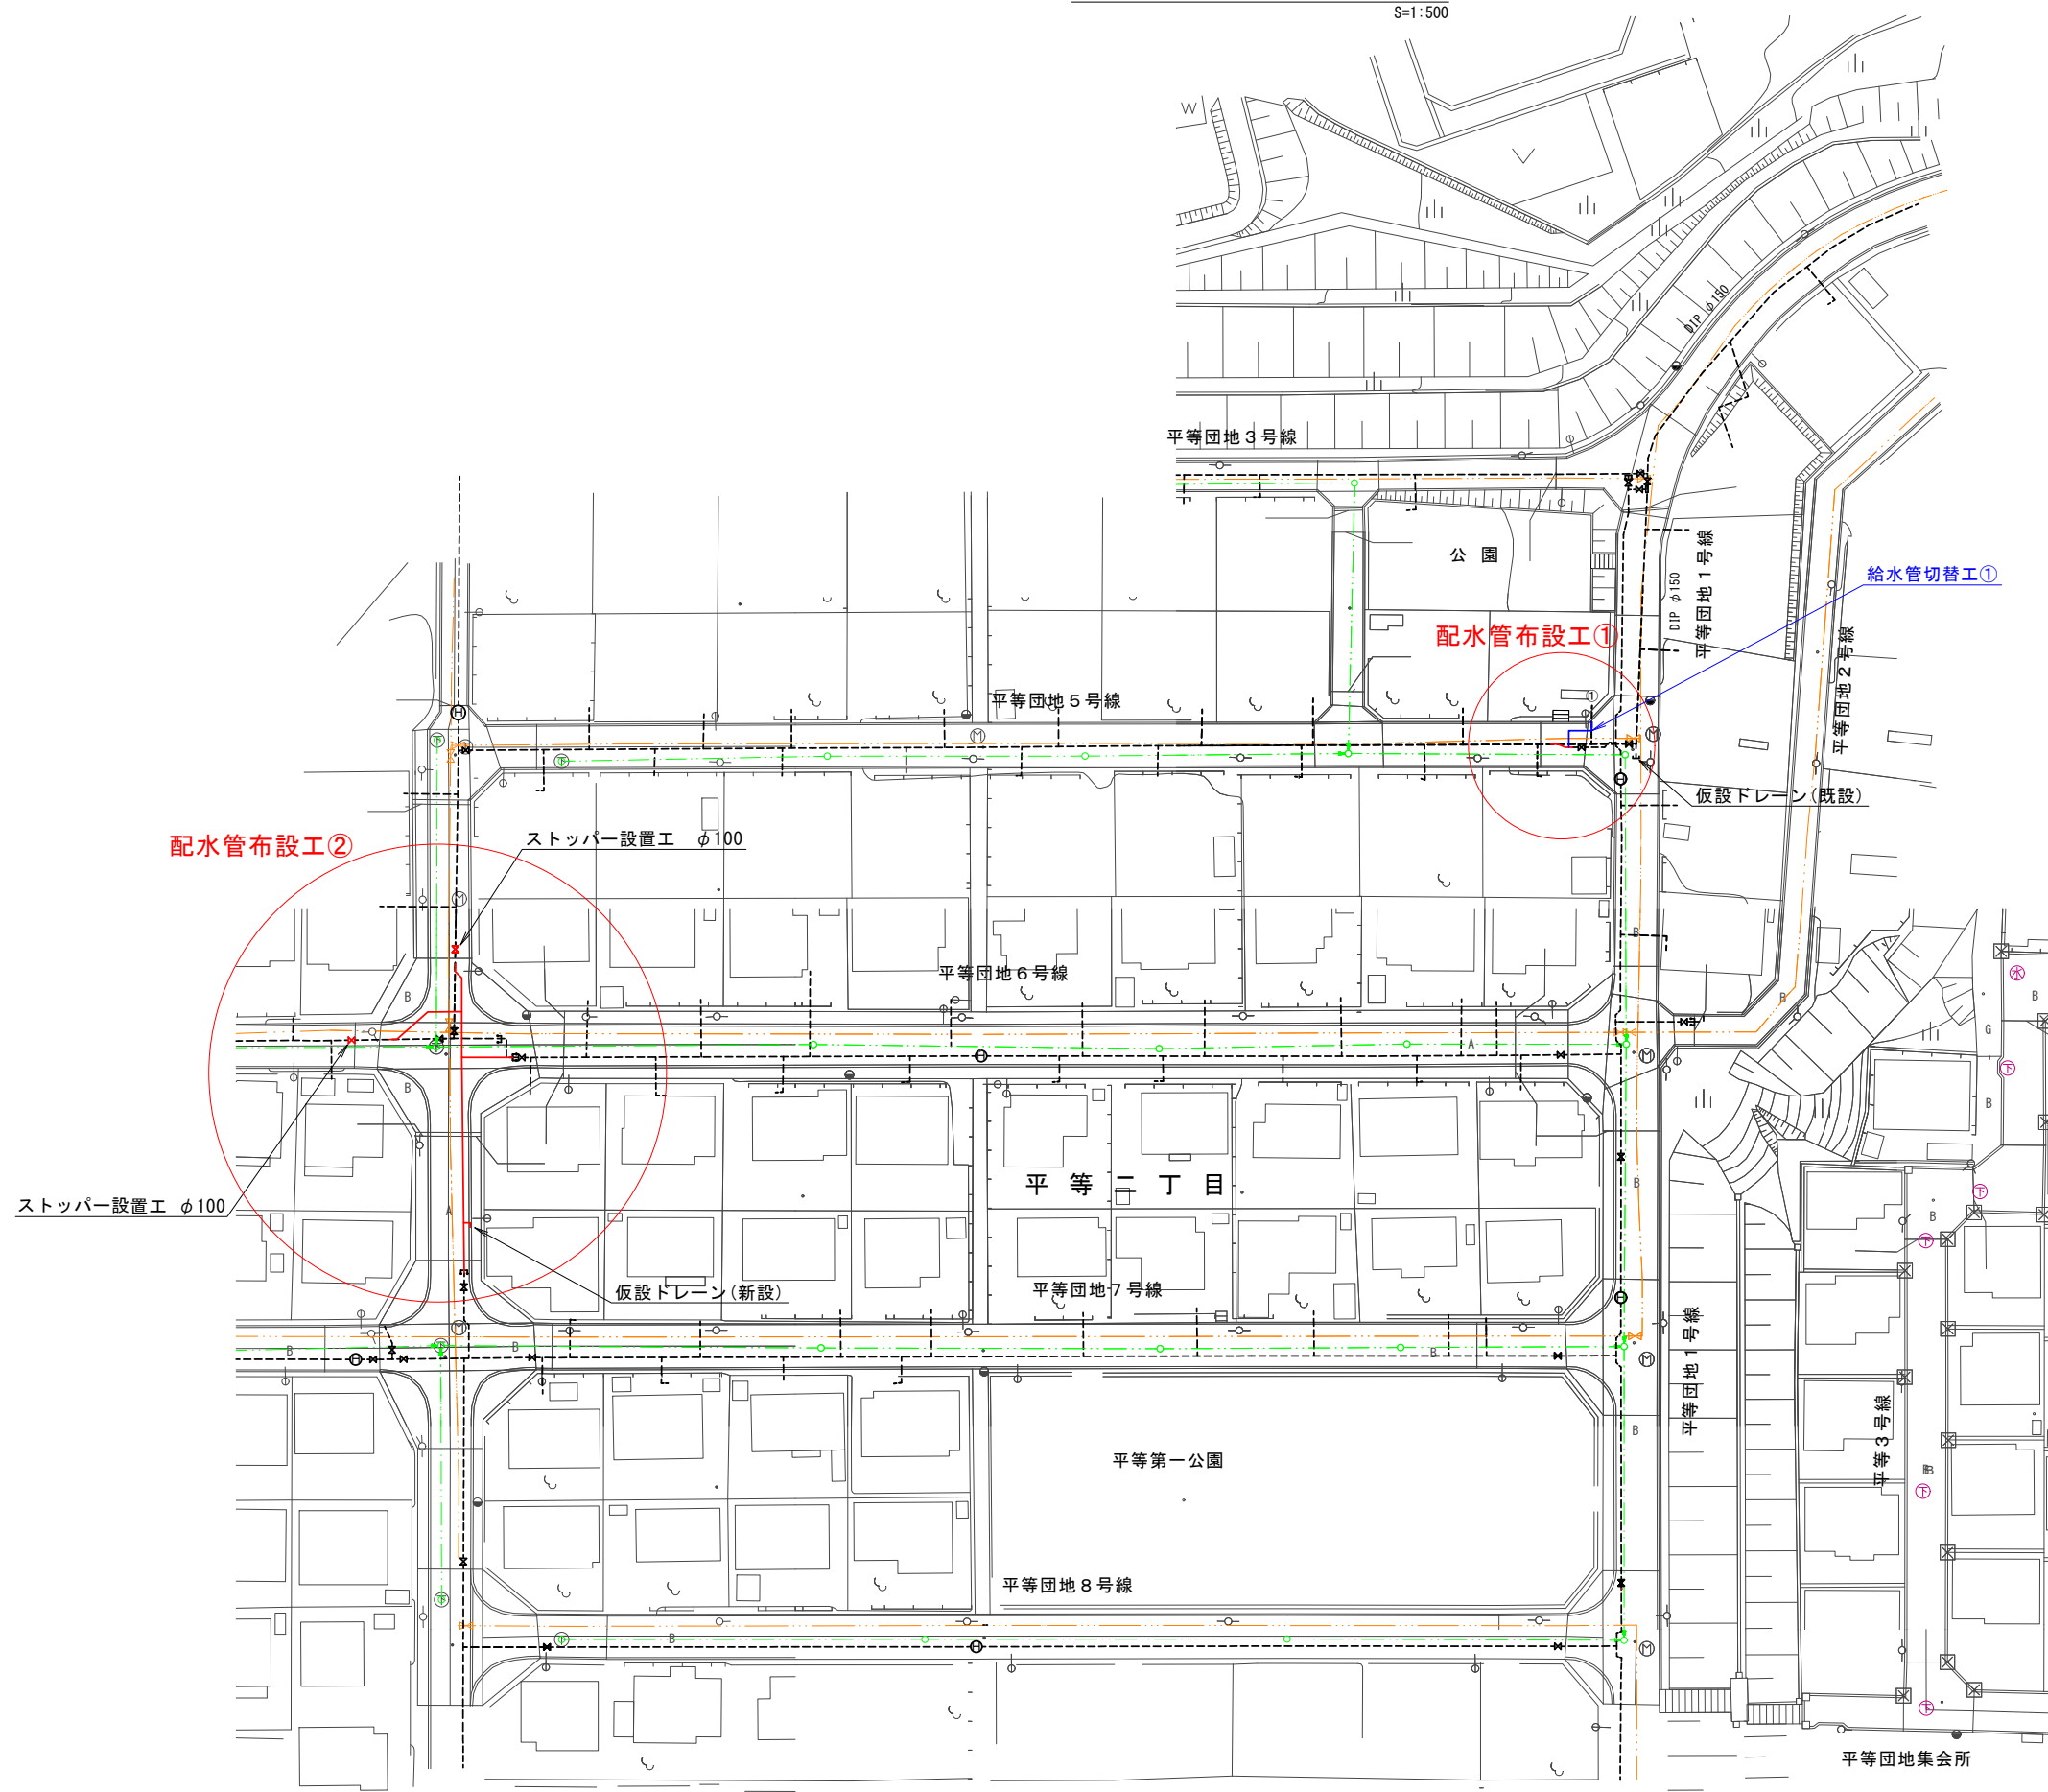 S=1:500
DIP φ150
平等団地３号線
公 園
DIP φ150
平等団地１号線
給水管切替工①
配水管布設工①
平等団地２号線
平等団地５号線
①
仮設ドレーン(既設)
配水管布設工②
ストッパー設置工 φ100
平等団地６号線
平 等 二 丁 目
ストッパー設置工 φ100
仮設ドレーン(新設)
平等団地７号線
平等団地１号線
平等３号線
平等第一公園
平等団地８号線
平等団地集会所